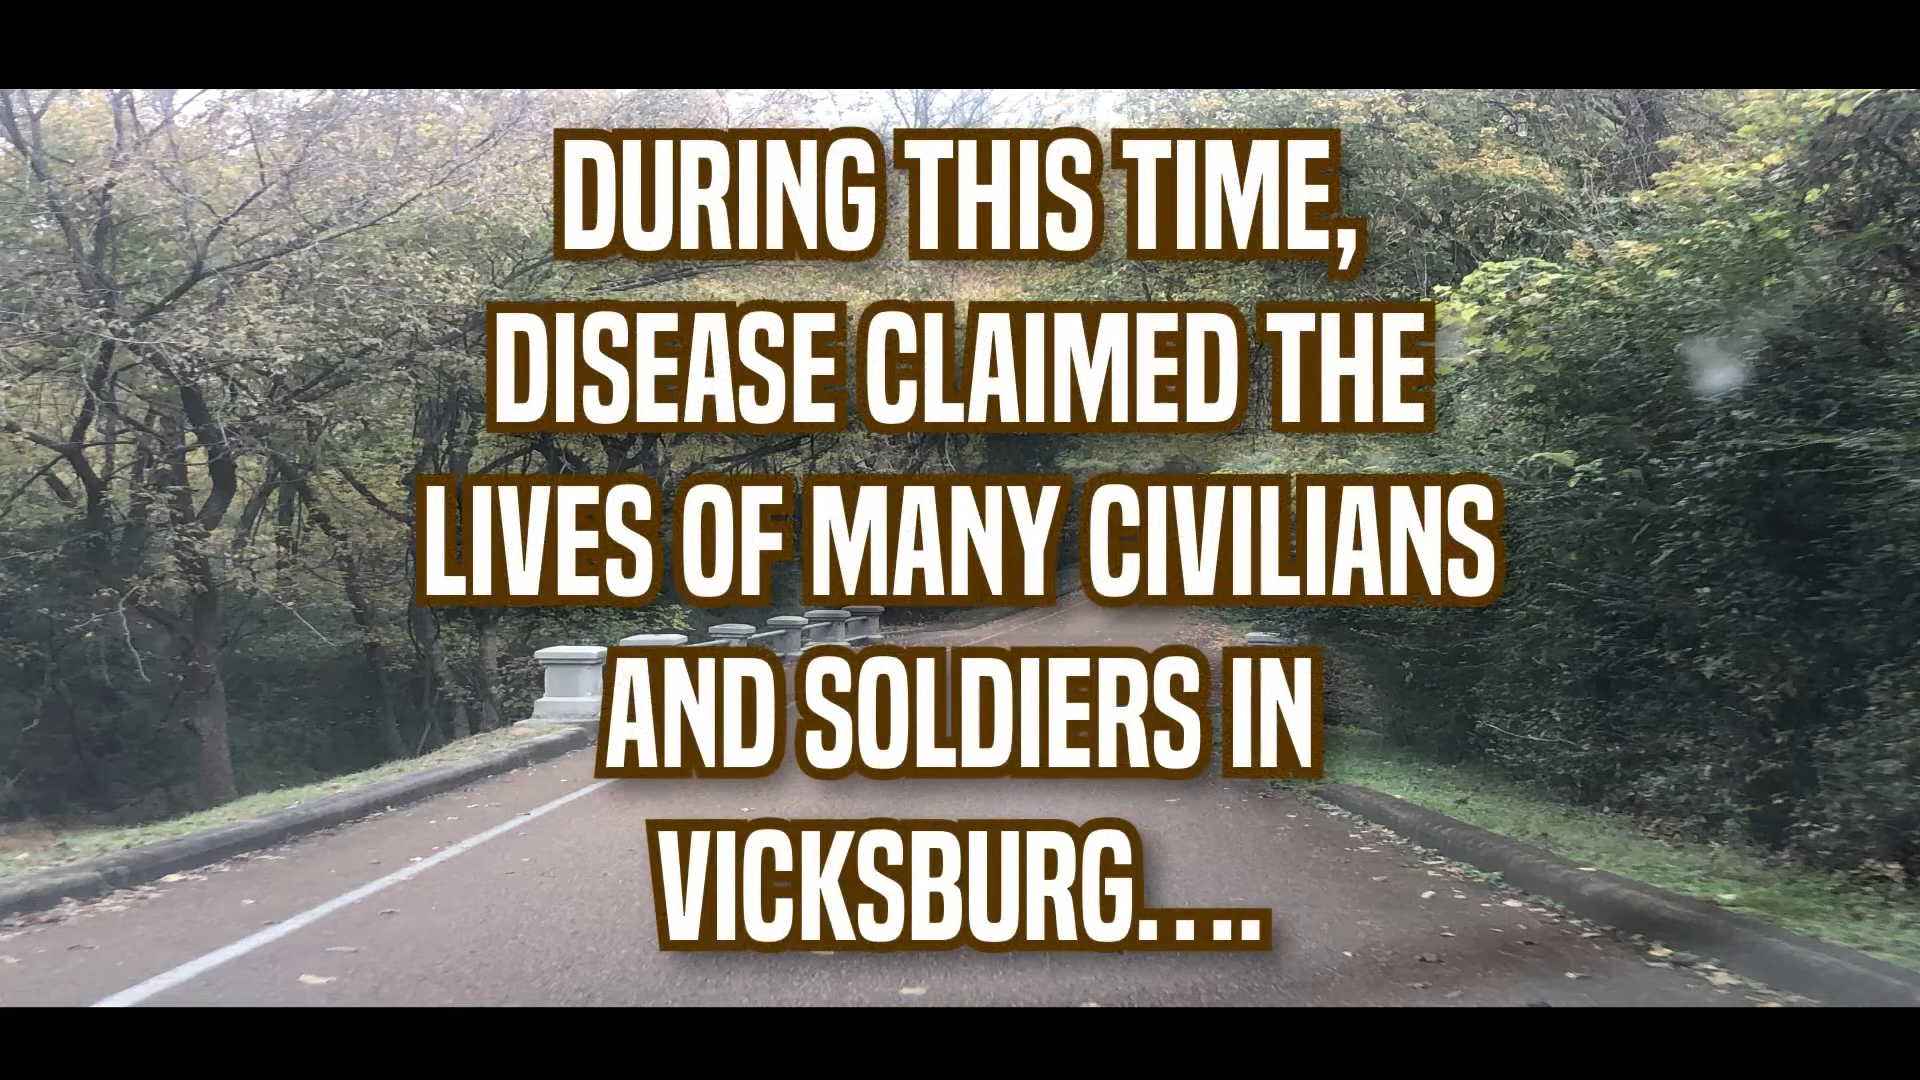 DURING THIS TIME,
DISEASE CLAIMED THE
LIVES OF MANY CIVILIANS
AND SOLDIERS IN
VICKSBURG....